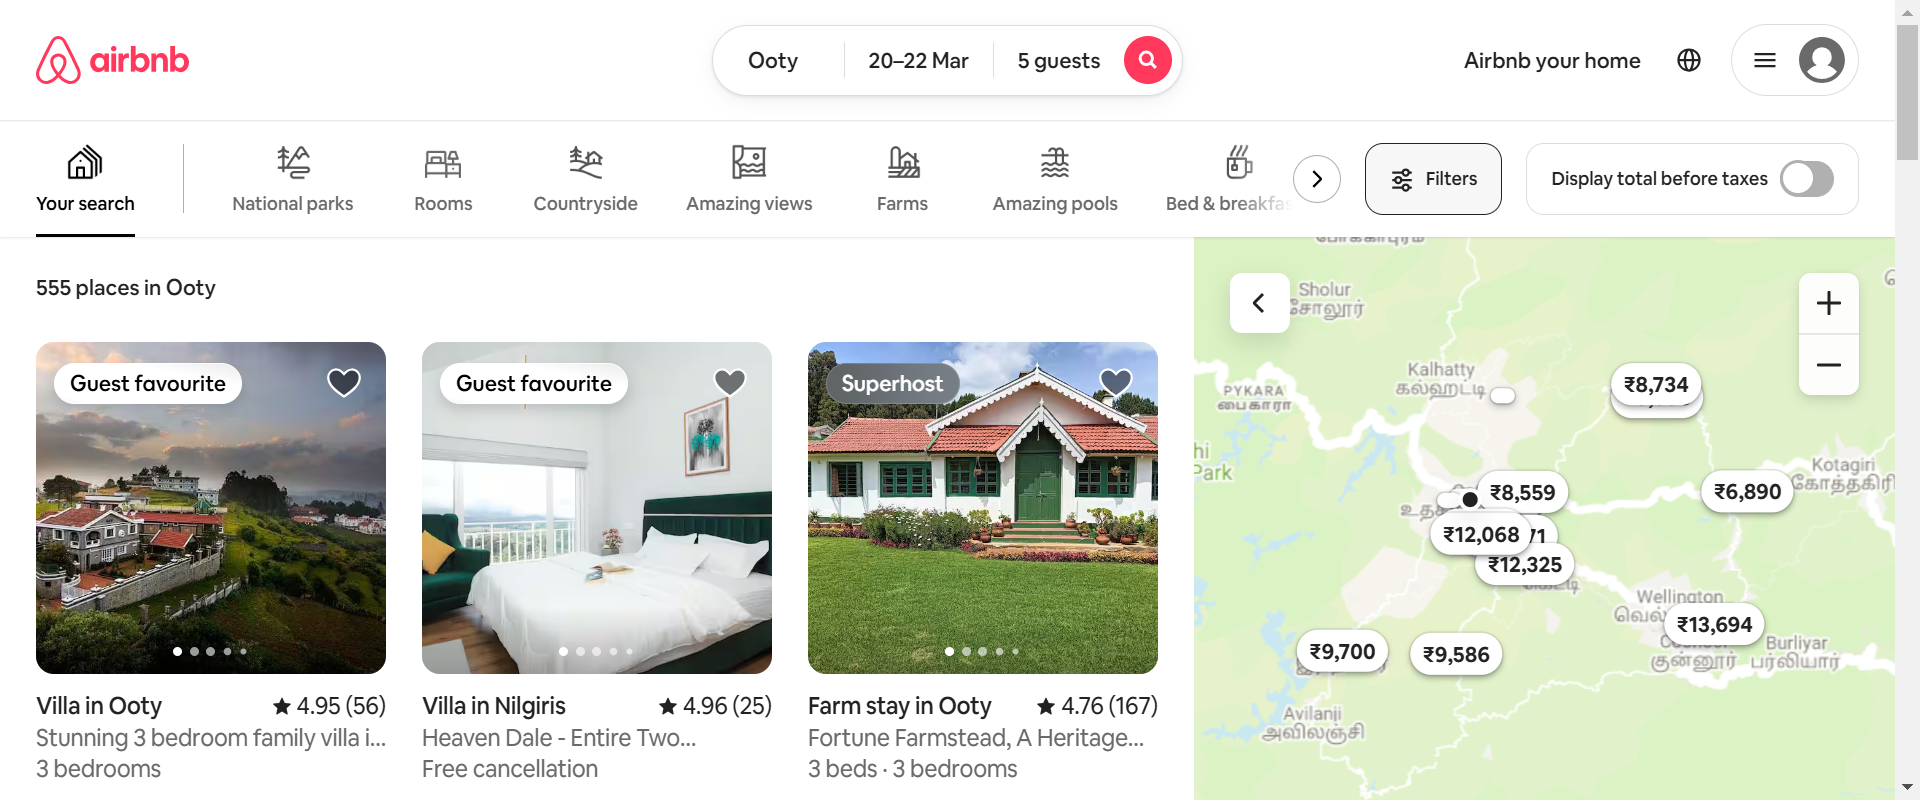 airbnb
Ooty
20–22 Mar
5 guests
Airbnb your home
Your search
National parks
Rooms
Countryside
Amazing views
Farms
Amazing pools
Bed & breakfas
Filters
Display total before taxes
555 places in Ooty
Guest favourite
Guest favourite
Superhost
Villa in Ooty
4.95 (56)
Stunning 3 bedroom family villa i...
3 bedrooms
Villa in Nilgiris
4.96 (25)
Heaven Dale - Entire Two...
Free cancellation
Farm stay in Ooty
4.76 (167)
Fortune Farmstead, A Heritage...
3 beds · 3 bedrooms
Sholur
சோலூர்
Kalhatty
கல்ஹட்டி
PYKARA
பைகாரா
₹8,734
Park
Kotagiri
கோத்தகிரி
₹8,559
₹6,890
₹12,068
71
₹12,325
Wellington
₹13,694
Burliyar
குன்னூர்
பர்லியார்
₹9,700
₹9,586
Avilanji
அவிலஞ்சி